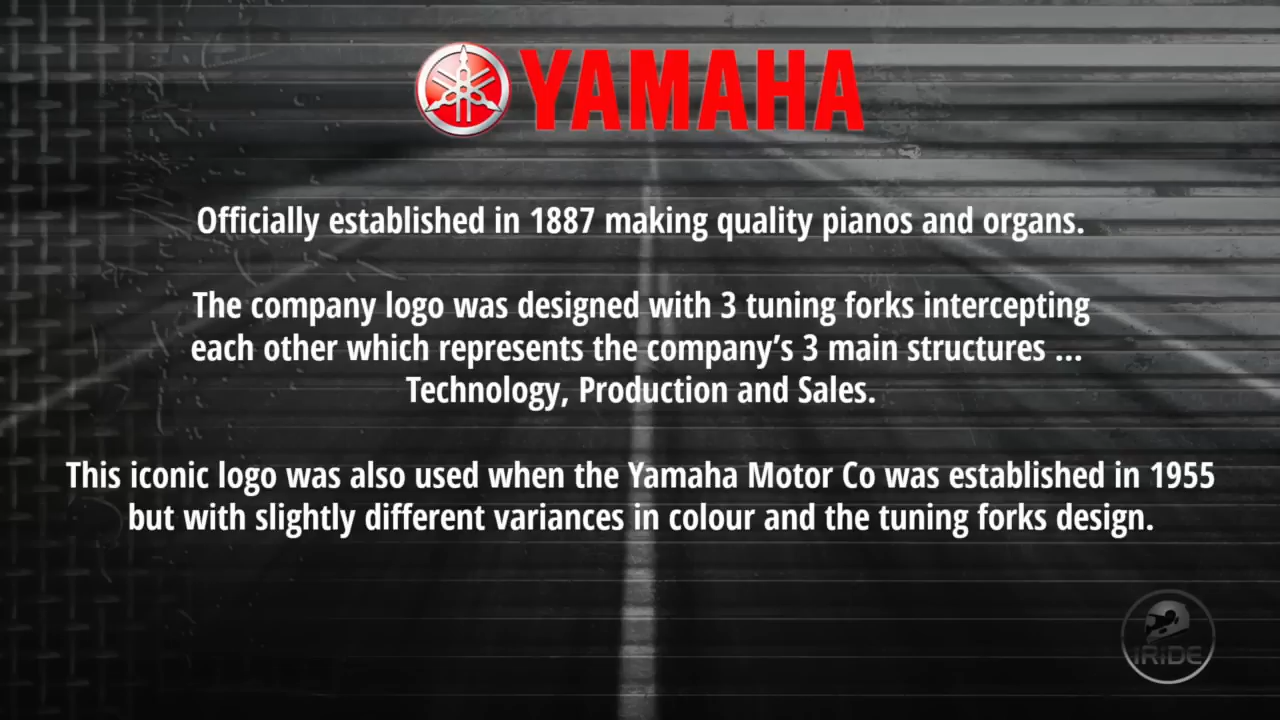 YAMAHA
Officially established in 1887 making quality pianos and organs.
The company logo was designed with 3 tuning forks intercepting
each other which represents the company's 3 main structures ...
Technology, Production and Sales.
This iconic logo was also used when the Yamaha Motor Co was established in 1955
but with slightly different variances in colour and the tuning forks design.
iRiDE